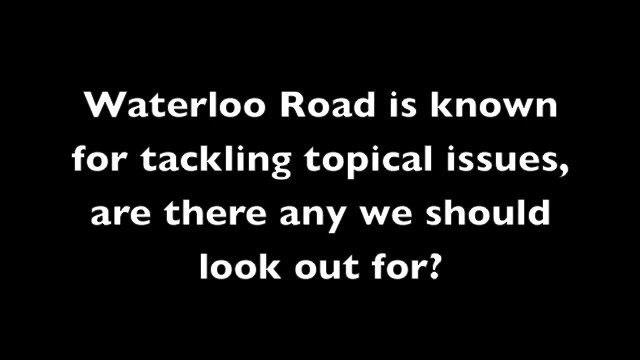 Waterloo Road is known
for tackling topical issues,
are there any we should
look out for?